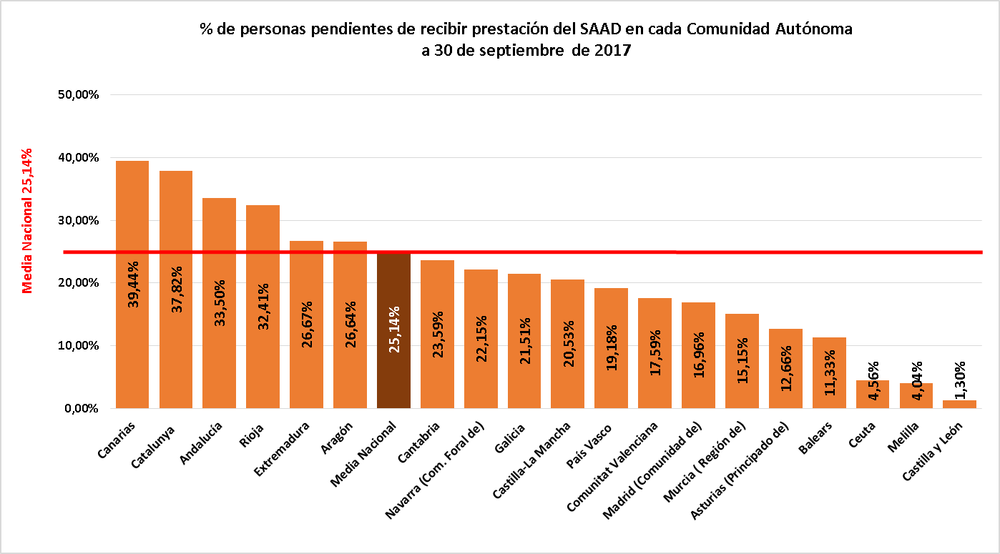 % de personas pendientes de recibir prestación del SAAD en cada Comunidad Autónoma
a 30 de septiembre de 2017
Media Nacional 25,14%
50,00%
40,00%
30,00%
20,00%
10,00%
0,00%
39,44%
37,82%
33,50%
32,41%
26,67%
26,64%
25,14%
23,59%
22,15%
21,51%
20,53%
19,18%
17,59%
16,96%
15,15%
12,66%
11,33%
4,56%
4,04%
1,30%
Canarias
Catalunya
Andalucía
Rioja
Extremadura
Aragón
Media Nacional
Cantabria
Navarra (Com. Foral de)
Galicia
Castilla-La Mancha
País Vasco
Comunitat Valenciana
Madrid (Comunidad de)
Murcia ( Región de)
Asturias (Principado de)
Balears
Ceuta
Melilla
Castilla y León